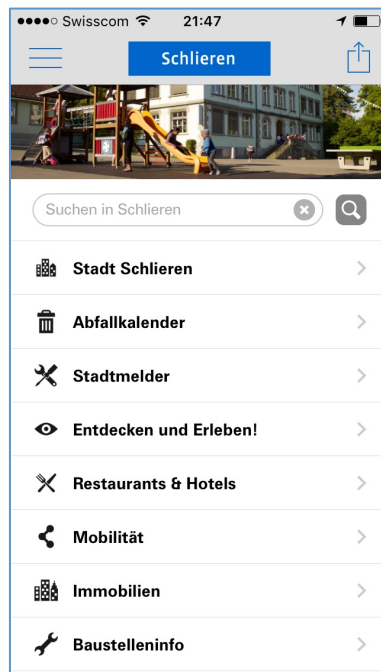 Swisscom 21:47
Schlieren
Suchen in Schlieren
Stadt Schlieren
Abfallkalender
Stadtmelder
Entdecken und Erleben!
Restaurants & Hotels
Mobilität
Immobilien
Baustelleninfo